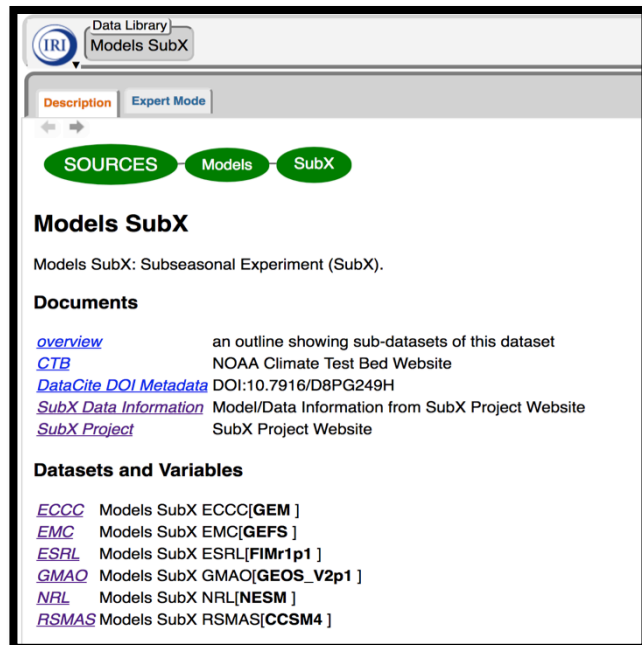 Data Library
IRI
Models SubX
Description Expert Mode
SOURCES Models SubX
Models SubX
Models SubX: Subseasonal Experiment (SubX).
Documents
overview an outline showing sub-datasets of this dataset
CTB NOAA Climate Test Bed Website
DataCite DOI Metadata DOI:10.7916/D8PG249H
SubX Data Information Model/Data Information from SubX Project Website
SubX Project SubX Project Website
Datasets and Variables
ECCC Models SubX ECCC[GEM ]
EMC Models SubX EMC[GEFS ]
ESRL Models SubX ESRL[FIMr1p1 ]
GMAO Models SubX GMAO[GEOS_V2p1 ]
NRL Models SubX NRL[NESM ]
RSMAS Models SubX RSMAS[CCSM4 ]